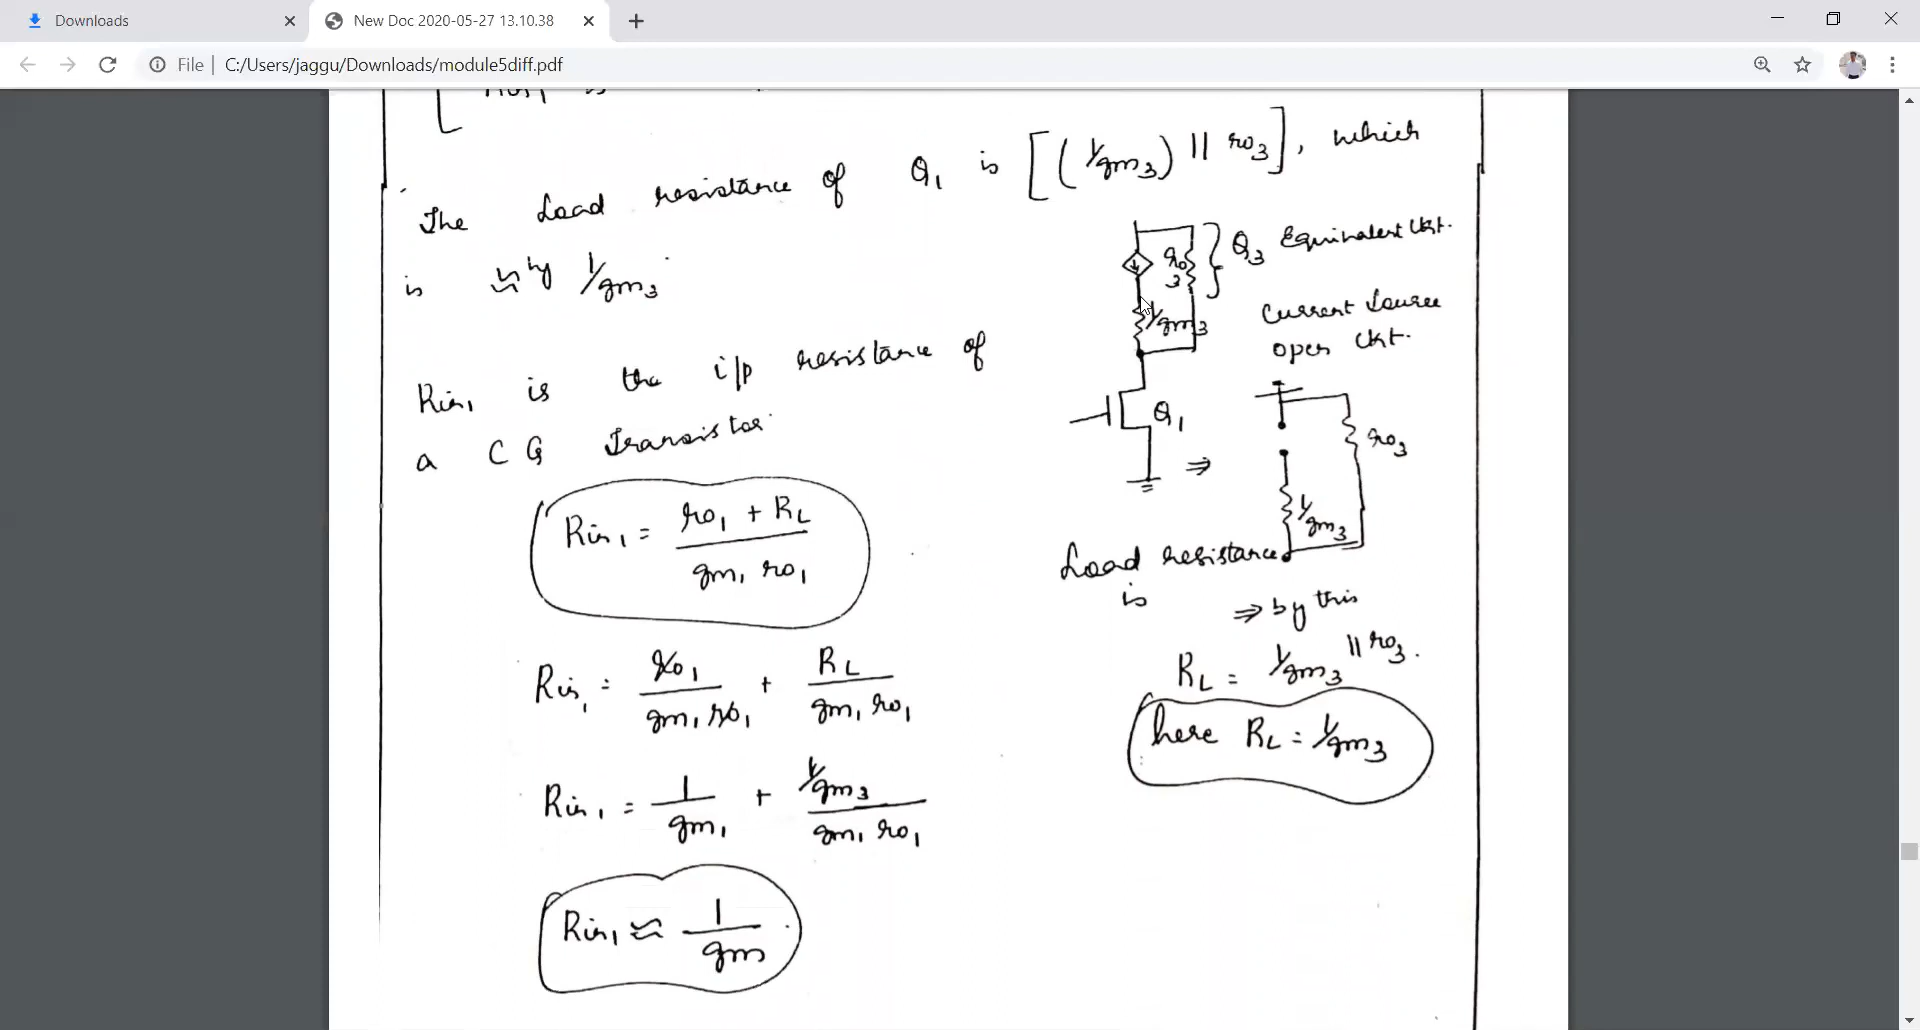 Downloads
New Doc 2020-05-27 13.10.38
File | C:/Users/jaggu/Downloads/module5diff.pdf
The Load resistance of Q1 is [(1/gm3) || ro3], which
is ≈ by 1/gm3.
Rin1 is the i/p resistance of
a CG Transistor.
Rin1 = (ro1 + RL) / (gm1 ro1)
Rin1 = ro1 / (gm1 ro1) + RL / (gm1 ro1)
Rin1 = 1 / gm1 + (1/gm3) / (gm1 ro1)
Rin1 ≈ 1 / gm
ro3
} Q3 Equivalent Ckt.
1/gm3
Q1
⇒
Current Source
open Ckt.
ro3
1/gm3
Load resistance
is
⇒ by this
RL = 1/gm3 || ro3.
here RL = 1/gm3